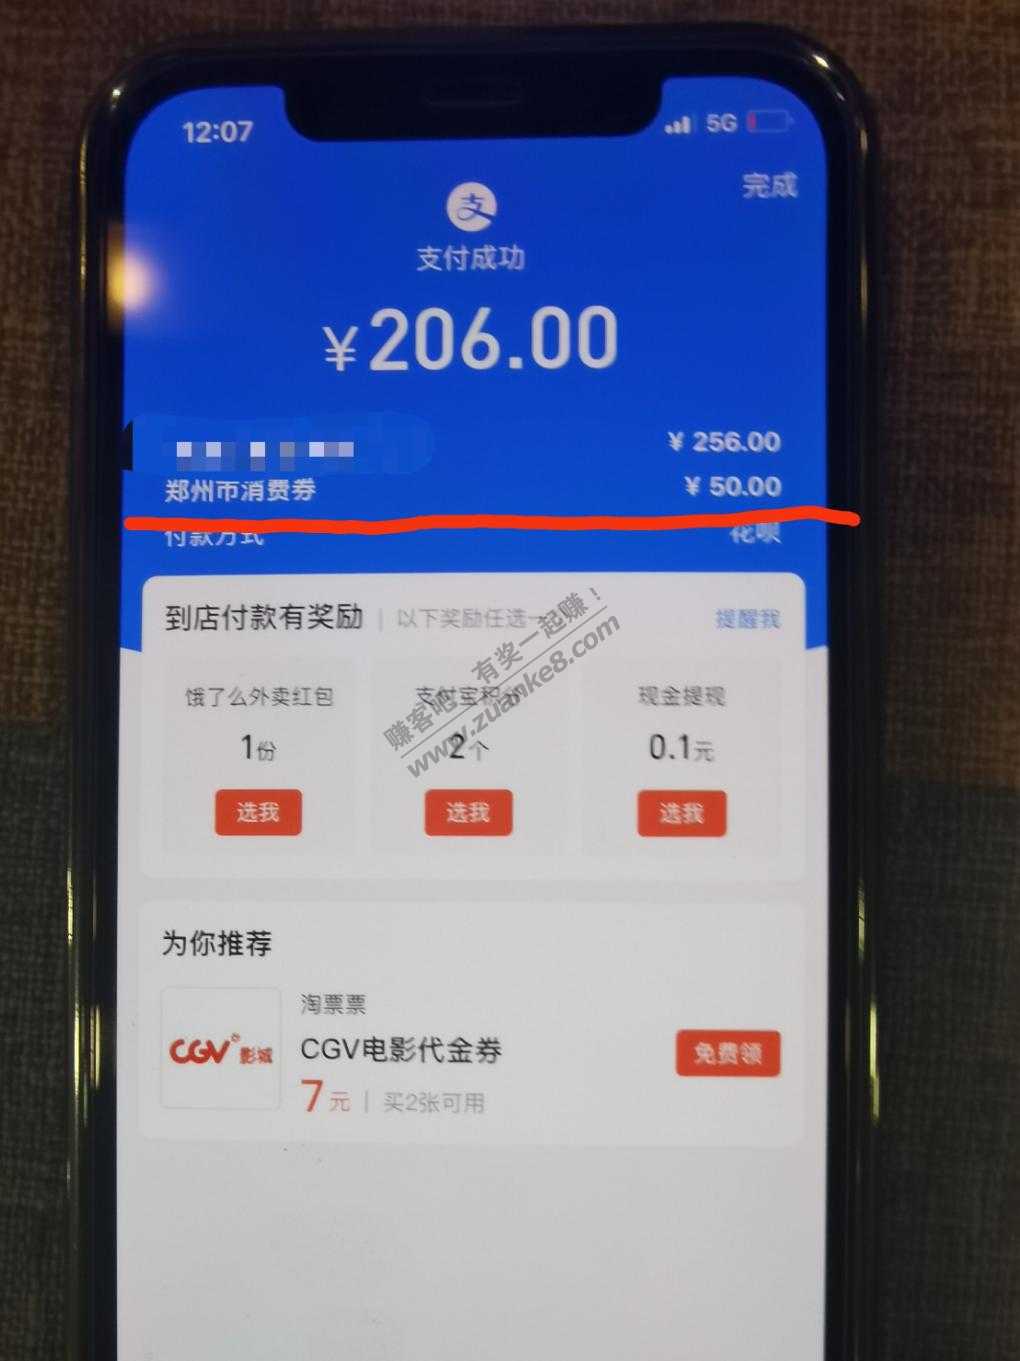 12:07
5G
完成
支
支付成功
¥206.00
¥ 256.00
郑州市消费券
¥ 50.00
付款方式
花呗
到店付款有奖励 | 以下奖励任选一
提醒我
饿了么外卖红包
支付宝积分
现金提现
1份
2个
0.1元
选我
选我
选我
赚客吧，有奖一起赚！
www.zuanke8.com
为你推荐
淘票票
CGV影城
CGV电影代金券
免费领
7元 | 买2张可用